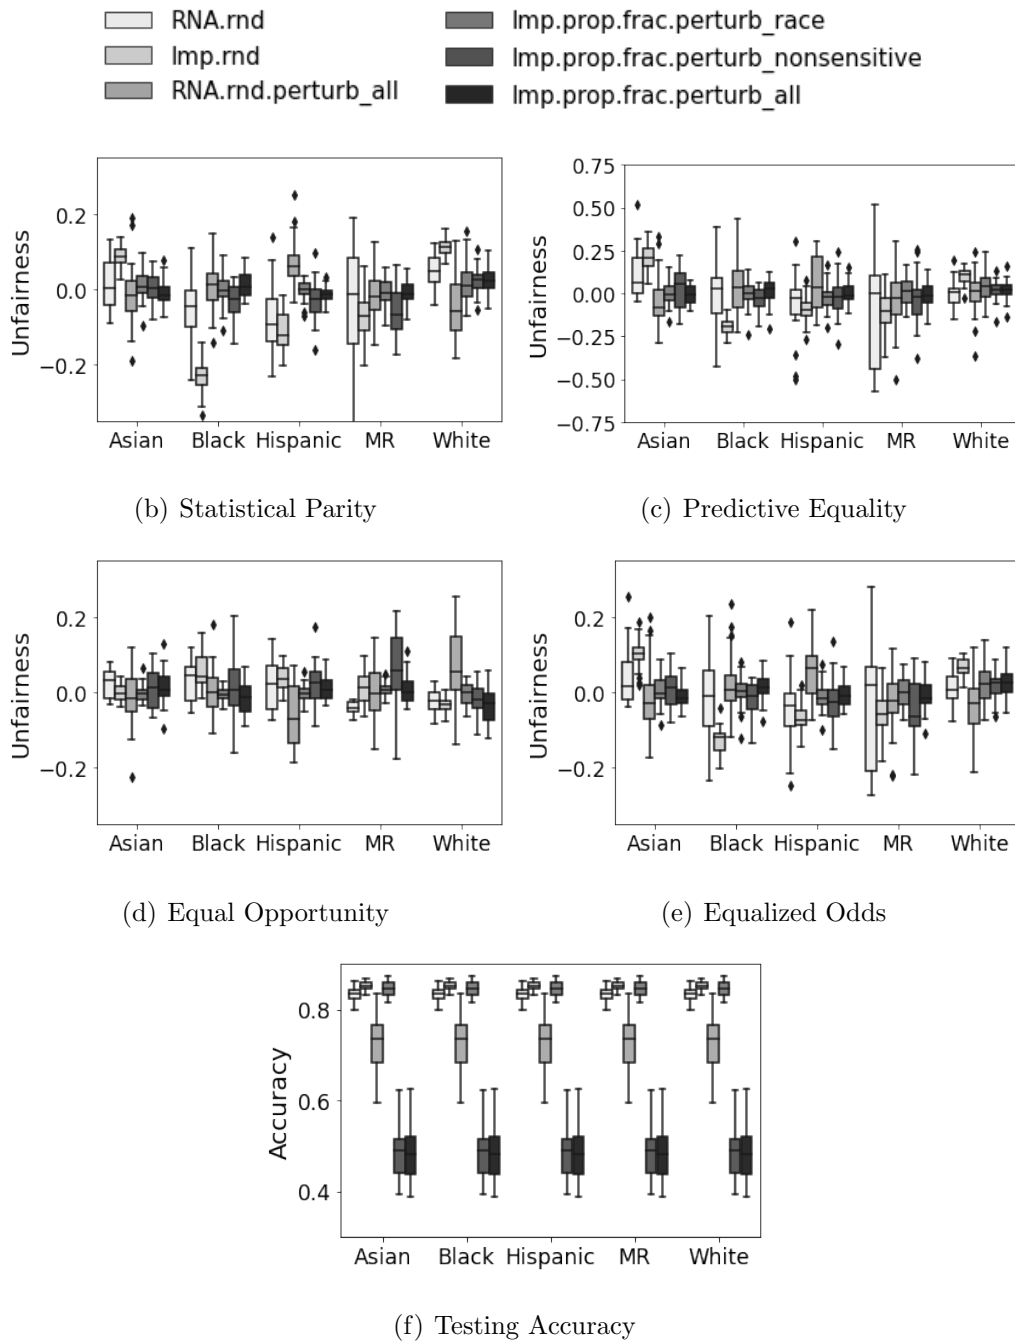 RNA.rnd
Imp.rnd
RNA.rnd.perturb_all
Imp.prop.frac.perturb_race
Imp.prop.frac.perturb_nonsensitive
Imp.prop.frac.perturb_all
Unfairness
0.2
0.0
−0.2
Asian Black Hispanic MR White
(b) Statistical Parity
Unfairness
0.75
0.50
0.25
0.00
−0.25
−0.50
−0.75
Asian Black Hispanic MR White
(c) Predictive Equality
Unfairness
0.2
0.0
−0.2
Asian Black Hispanic MR White
(d) Equal Opportunity
Unfairness
0.2
0.0
−0.2
Asian Black Hispanic MR White
(e) Equalized Odds
Accuracy
0.8
0.6
0.4
Asian Black Hispanic MR White
(f) Testing Accuracy